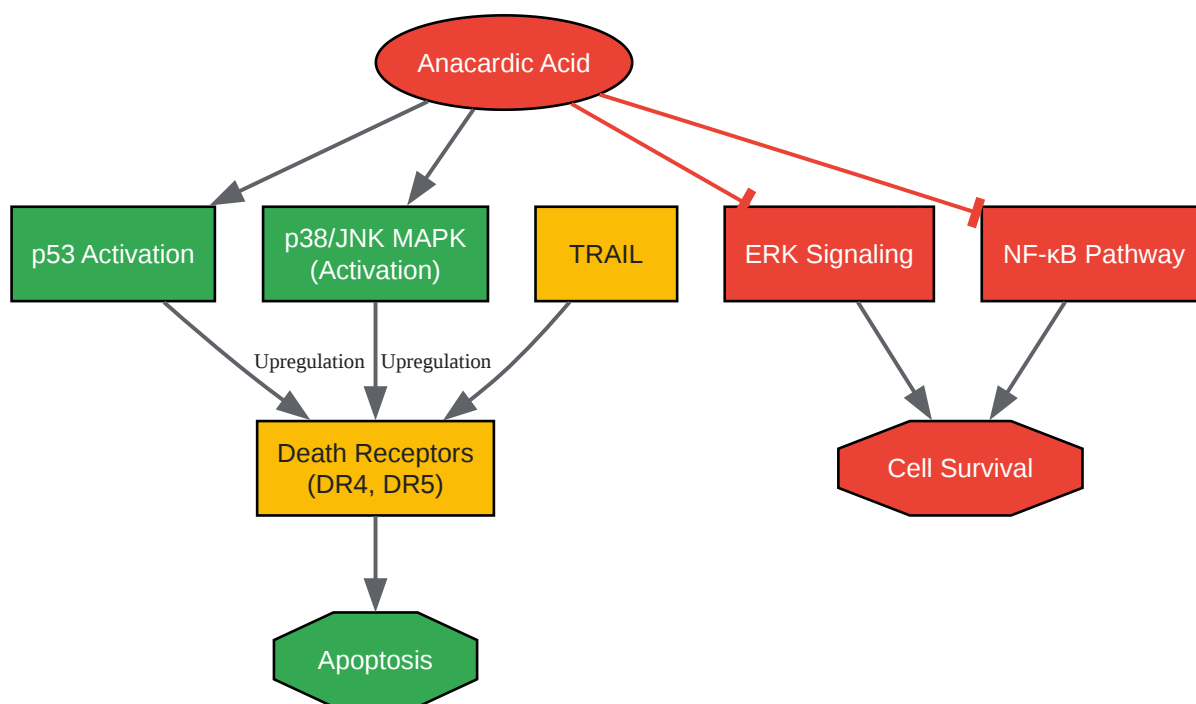 Anacardic Acid
p53 Activation
p38/JNK MAPK
(Activation)
TRAIL
ERK Signaling
NF-κB Pathway
Upregulation
Upregulation
Death Receptors
(DR4, DR5)
Cell Survival
Apoptosis